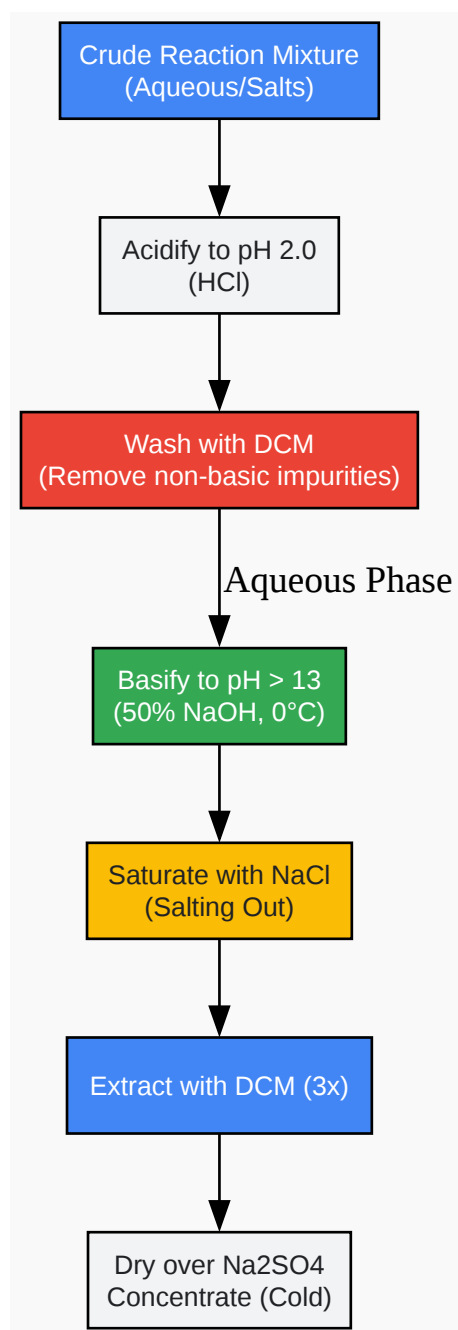 Crude Reaction Mixture
(Aqueous/Salts)
Acidify to pH 2.0
(HCl)
Wash with DCM
(Remove non-basic impurities)
Aqueous Phase
Basify to pH > 13
(50% NaOH, 0°C)
Saturate with NaCl
(Salting Out)
Extract with DCM (3x)
Dry over Na2SO4
Concentrate (Cold)